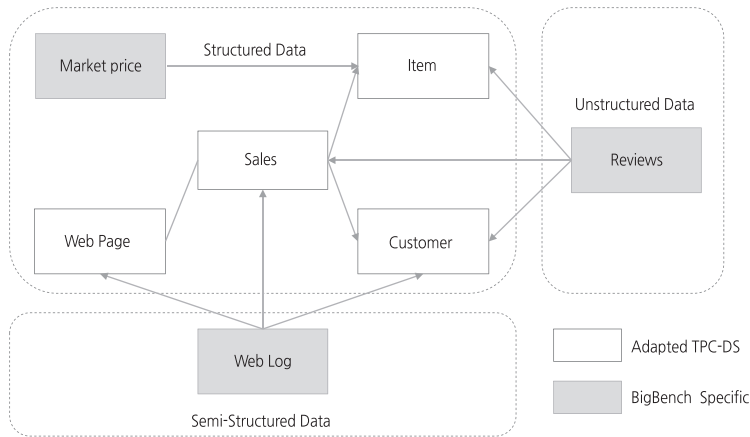 Market price
Structured Data
Item
Unstructured Data
Sales
Reviews
Web Page
Customer
Web Log
Adapted TPC-DS
BigBench Specific
Semi-Structured Data